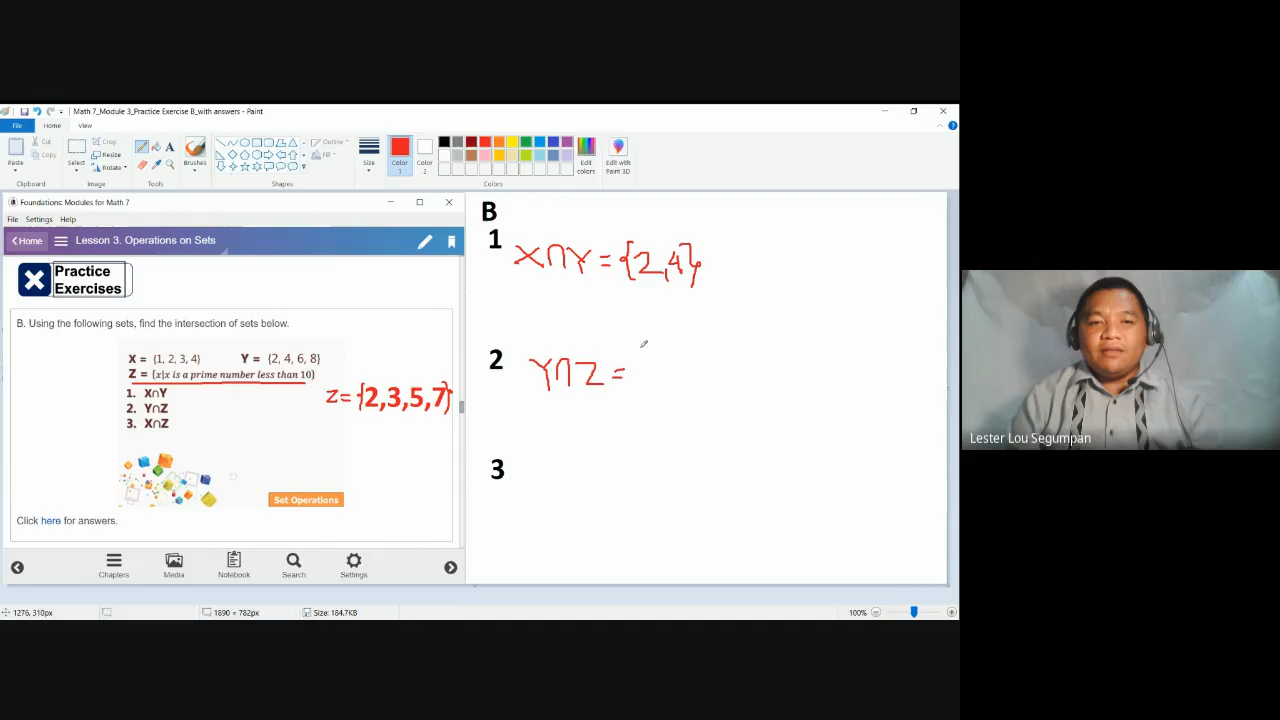 Math 7_Module 3_Practice Exercise B_with answers - Paint
File Home View
Paste Cut Copy Clipboard
Select Crop Resize Rotate Image
Tools
Brushes
Outline Fill Shapes
Size
Color 1 Color 2
Edit colors
Colors
Edit with Paint 3D
Foundations: Modules for Math 7
File Settings Help
Home Lesson 3. Operations on Sets
Practice
Exercises
B. Using the following sets, find the intersection of sets below.
X = {1, 2, 3, 4} Y = {2, 4, 6, 8}
Z = {x|x is a prime number less than 10}
Z = {2,3,5,7}
1. X∩Y
2. Y∩Z
3. X∩Z
Set Operations
Click here for answers.
Chapters Media Notebook Search Settings
B
1 X∩Y = {2,4}
2 Y∩Z =
3
1276, 310px 1890 × 782px Size: 184.7KB 100%
Lester Lou Segumpan